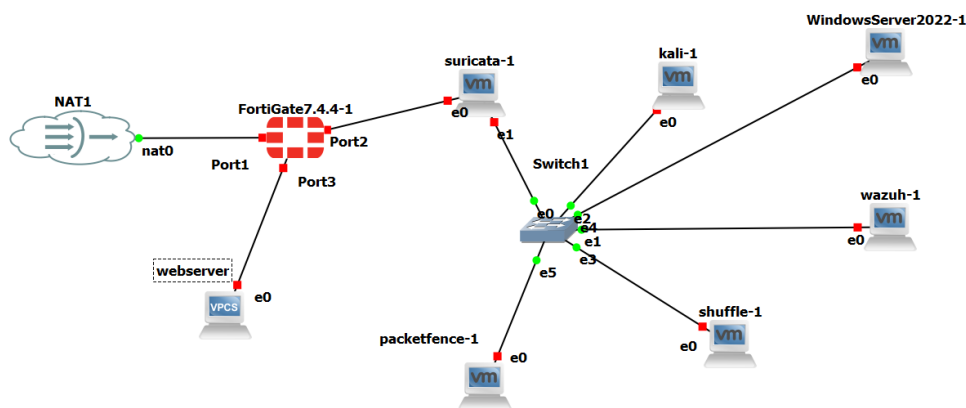 WindowsServer2022-1
vm
e0
kali-1
vm
e0
suricata-1
vm
e0
e1
NAT1
nat0
FortiGate7.4.4-1
Port1
Port2
Port3
Switch1
e0
e2
e4
e1
e3
e5
wazuh-1
vm
e0
webserver
e0
VPCS
shuffle-1
vm
e0
packetfence-1
e0
vm